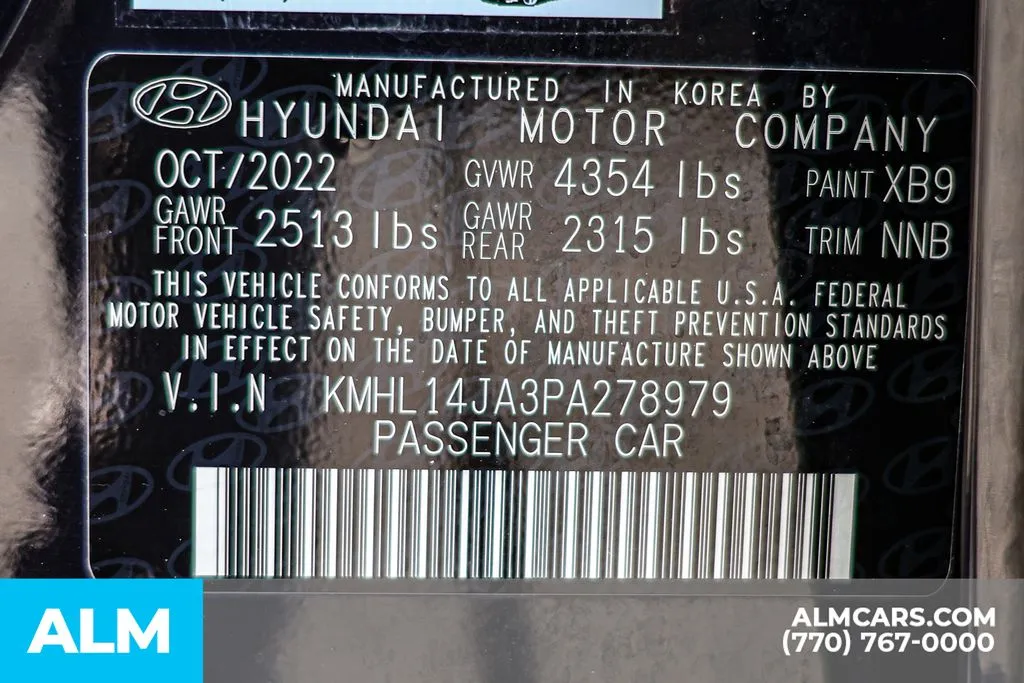 MANUFACTURED IN KOREA BY
HYUNDAI MOTOR COMPANY
OCT/2022 GVWR 4354 lbs PAINT XB9
GAWR FRONT 2513 lbs GAWR REAR 2315 lbs TRIM NNB
THIS VEHICLE CONFORMS TO ALL APPLICABLE U.S.A. FEDERAL
MOTOR VEHICLE SAFETY, BUMPER, AND THEFT PREVENTION STANDARDS
IN EFFECT ON THE DATE OF MANUFACTURE SHOWN ABOVE
V.I.N KMHL14JA3PA278979
PASSENGER CAR
ALM
ALMCARS.COM
(770) 767-0000